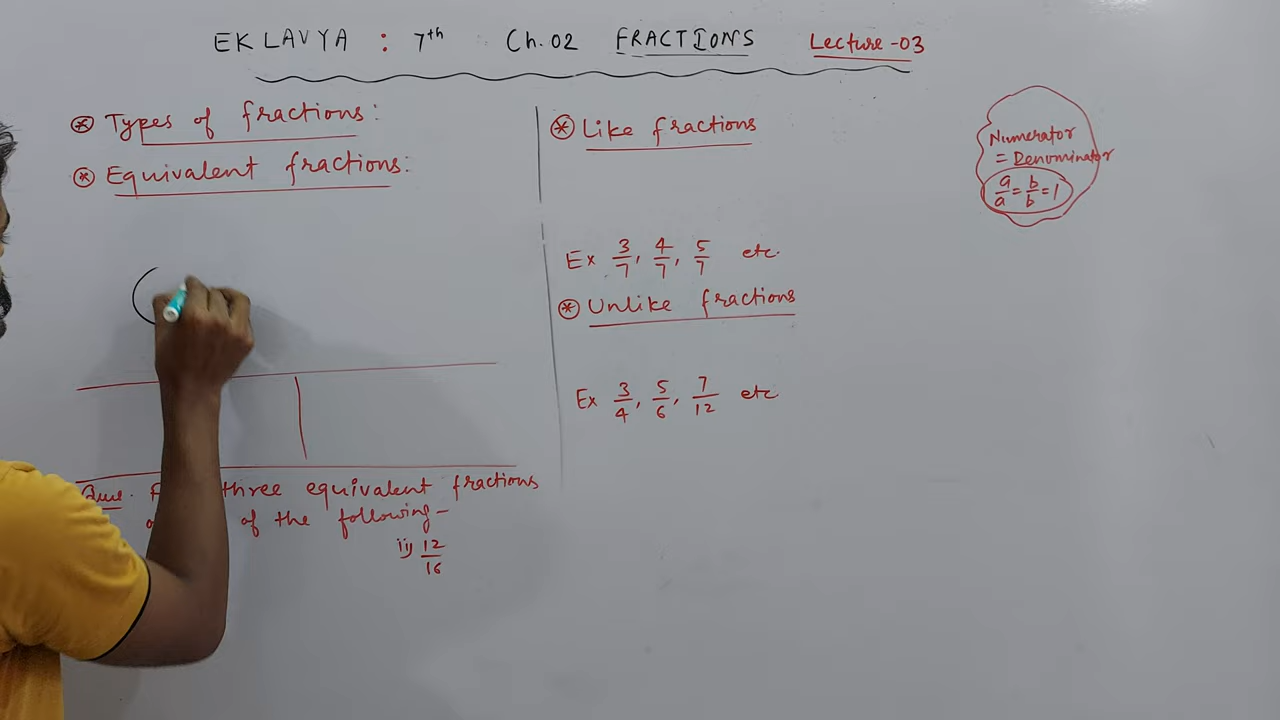 EKLAVYA : 7th Ch.02 FRACTIONS Lecture-03
⊛ Types of fractions:
⊛ Equivalent fractions:
Ques. three equivalent fractions
of the following-
ii) 12/16
⊛ Like fractions
Ex 3/7, 4/7, 5/7 etc.
⊛ Unlike fractions
Ex 3/4, 5/6, 7/12 etc
Numerator
= Denominator
a/a = b/b = 1